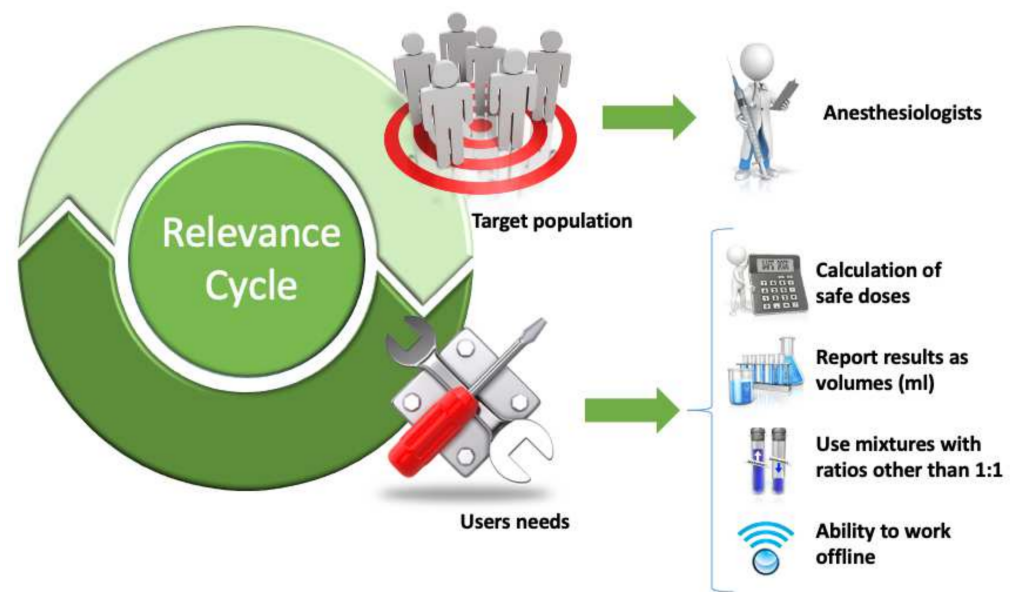 Relevance
Cycle
Target population
Anesthesiologists
Users needs
Calculation of
safe doses
Report results as
volumes (ml)
Use mixtures with
ratios other than 1:1
Ability to work
offline